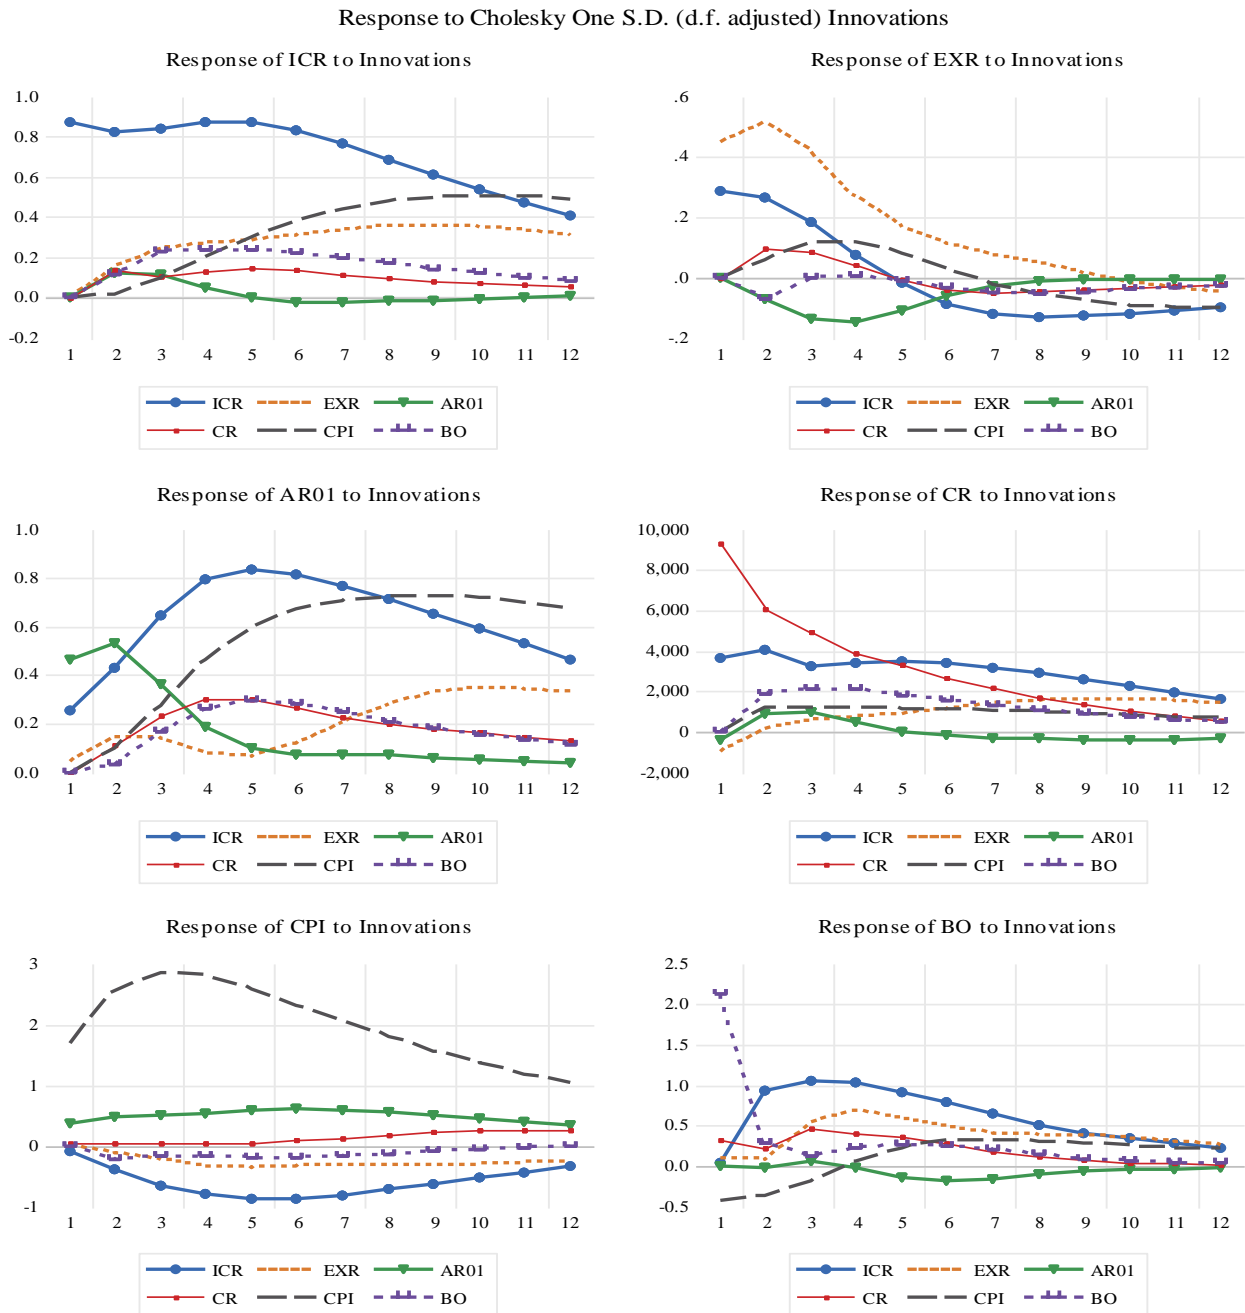 Response to Cholesky One S.D. (d.f. adjusted) Innovations
Response of ICR to Innovations
1.0
0.8
0.6
0.4
0.2
0.0
-0.2
1 2 3 4 5 6 7 8 9 10 11 12
ICR EXR AR01
CR CPI BO
Response of EXR to Innovations
.6
.4
.2
.0
-.2
1 2 3 4 5 6 7 8 9 10 11 12
ICR EXR AR01
CR CPI BO
Response of AR01 to Innovations
1.0
0.8
0.6
0.4
0.2
0.0
1 2 3 4 5 6 7 8 9 10 11 12
ICR EXR AR01
CR CPI BO
Response of CR to Innovations
10,000
8,000
6,000
4,000
2,000
0
-2,000
1 2 3 4 5 6 7 8 9 10 11 12
ICR EXR AR01
CR CPI BO
Response of CPI to Innovations
3
2
1
0
-1
1 2 3 4 5 6 7 8 9 10 11 12
ICR EXR AR01
CR CPI BO
Response of BO to Innovations
2.5
2.0
1.5
1.0
0.5
0.0
-0.5
1 2 3 4 5 6 7 8 9 10 11 12
ICR EXR AR01
CR CPI BO